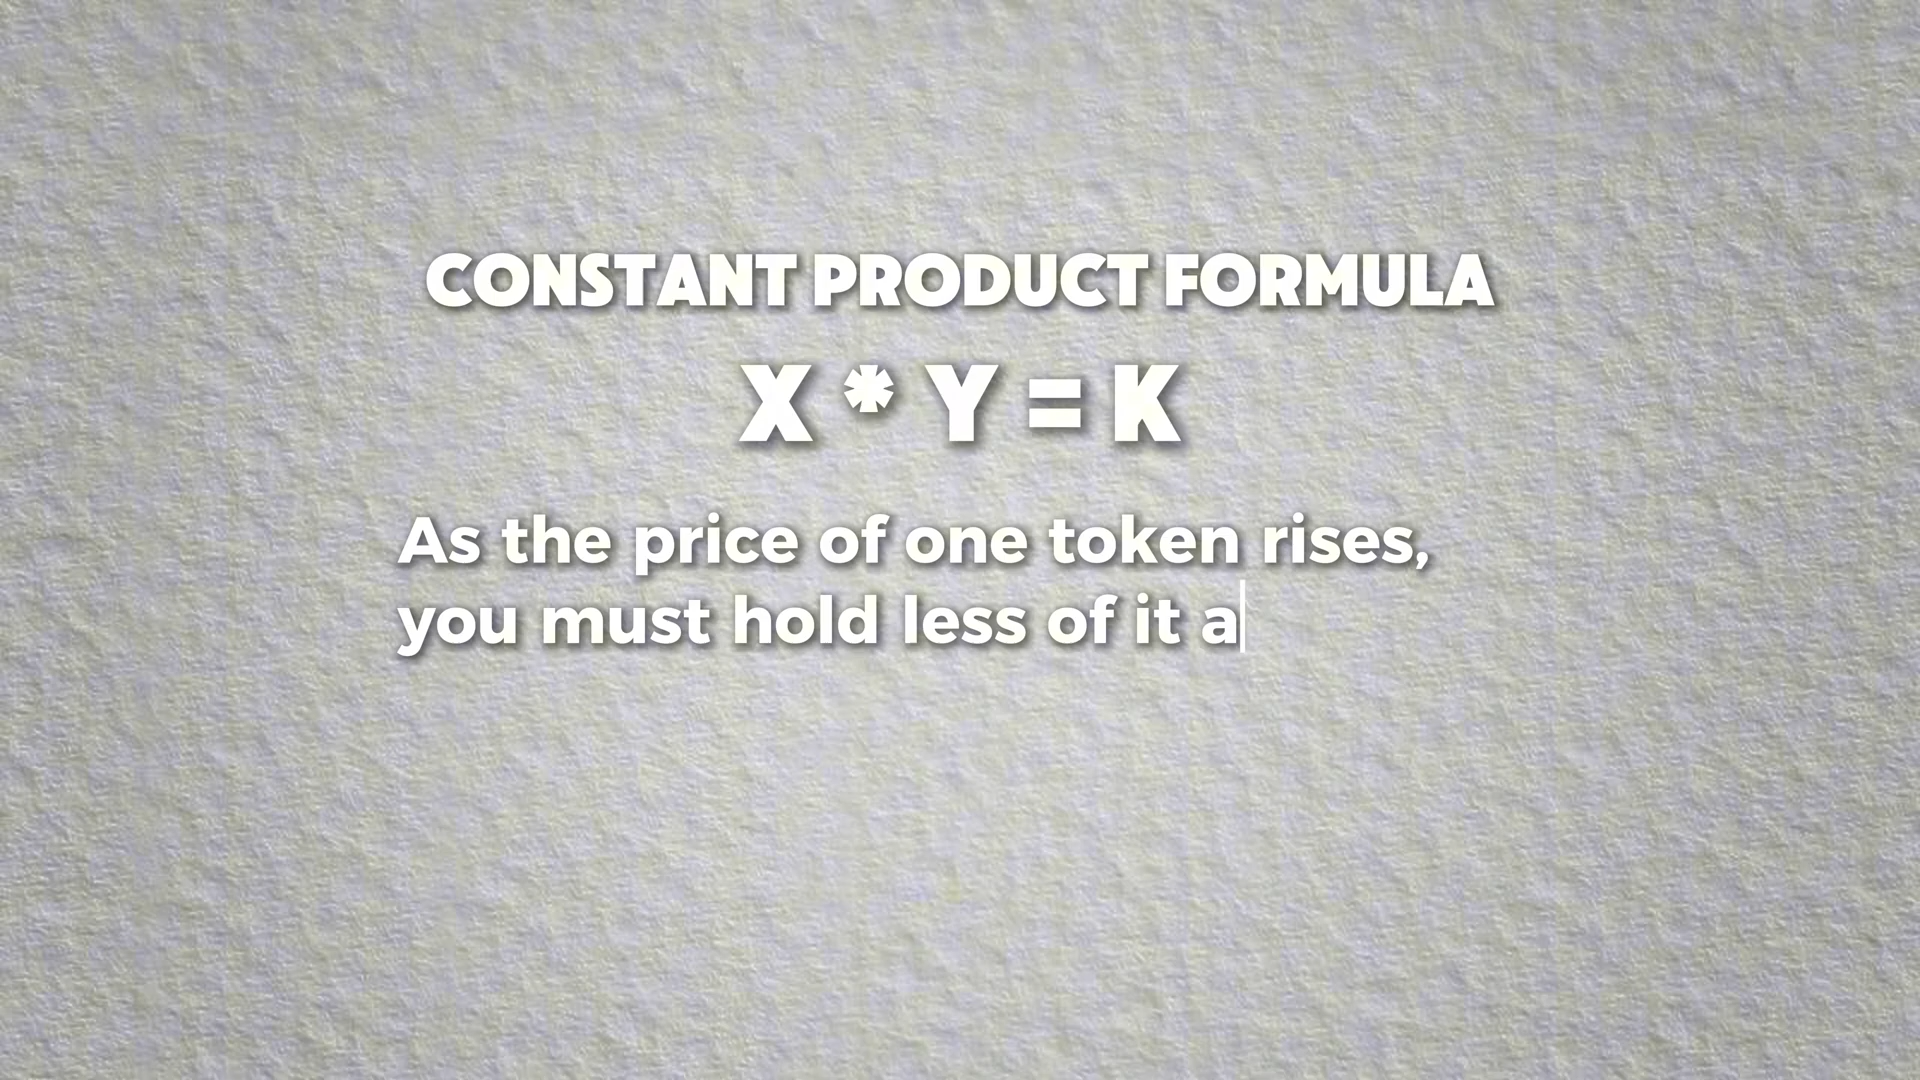 CONSTANT PRODUCT FORMULA
X * Y = K
As the price of one token rises,
you must hold less of it a